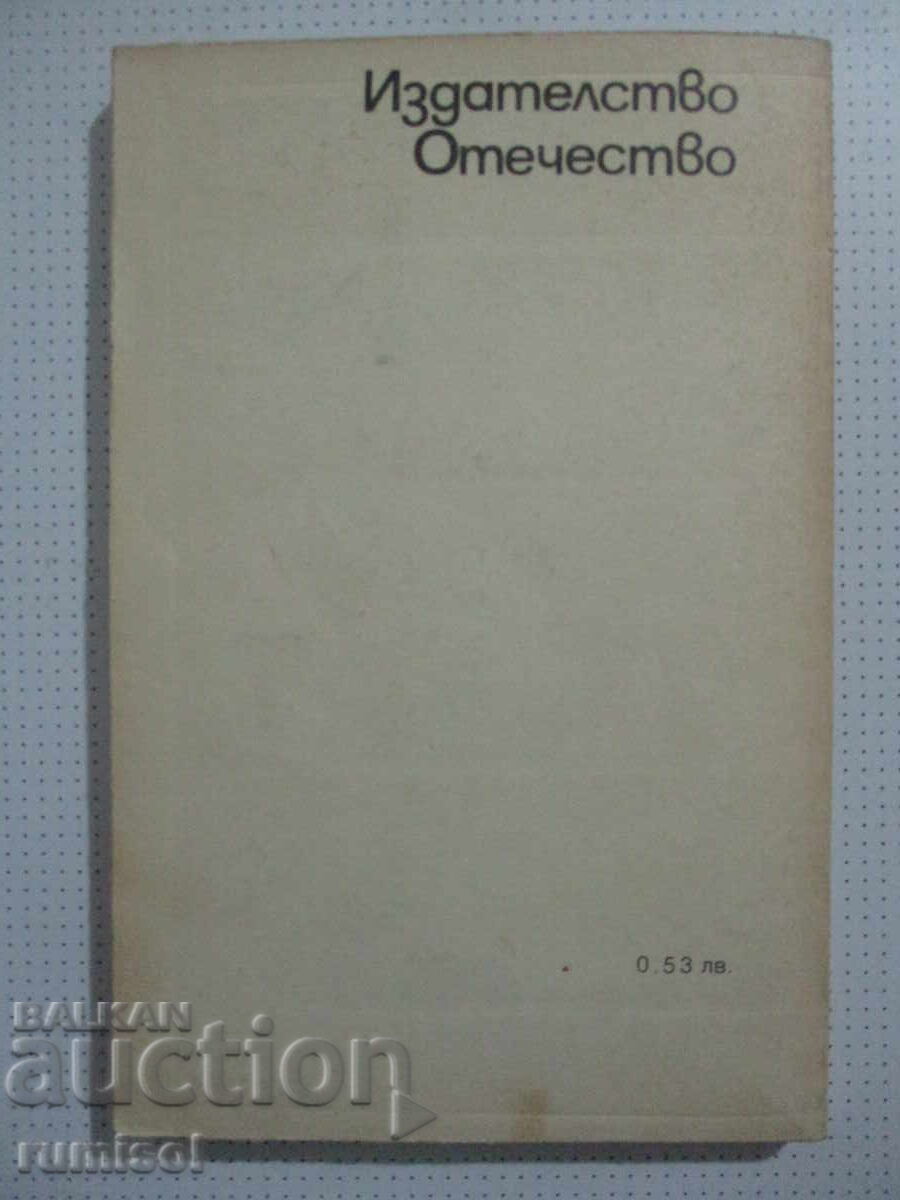 Издателство
Отечество
0.53 лв.
BALKAN
auction
rumisol